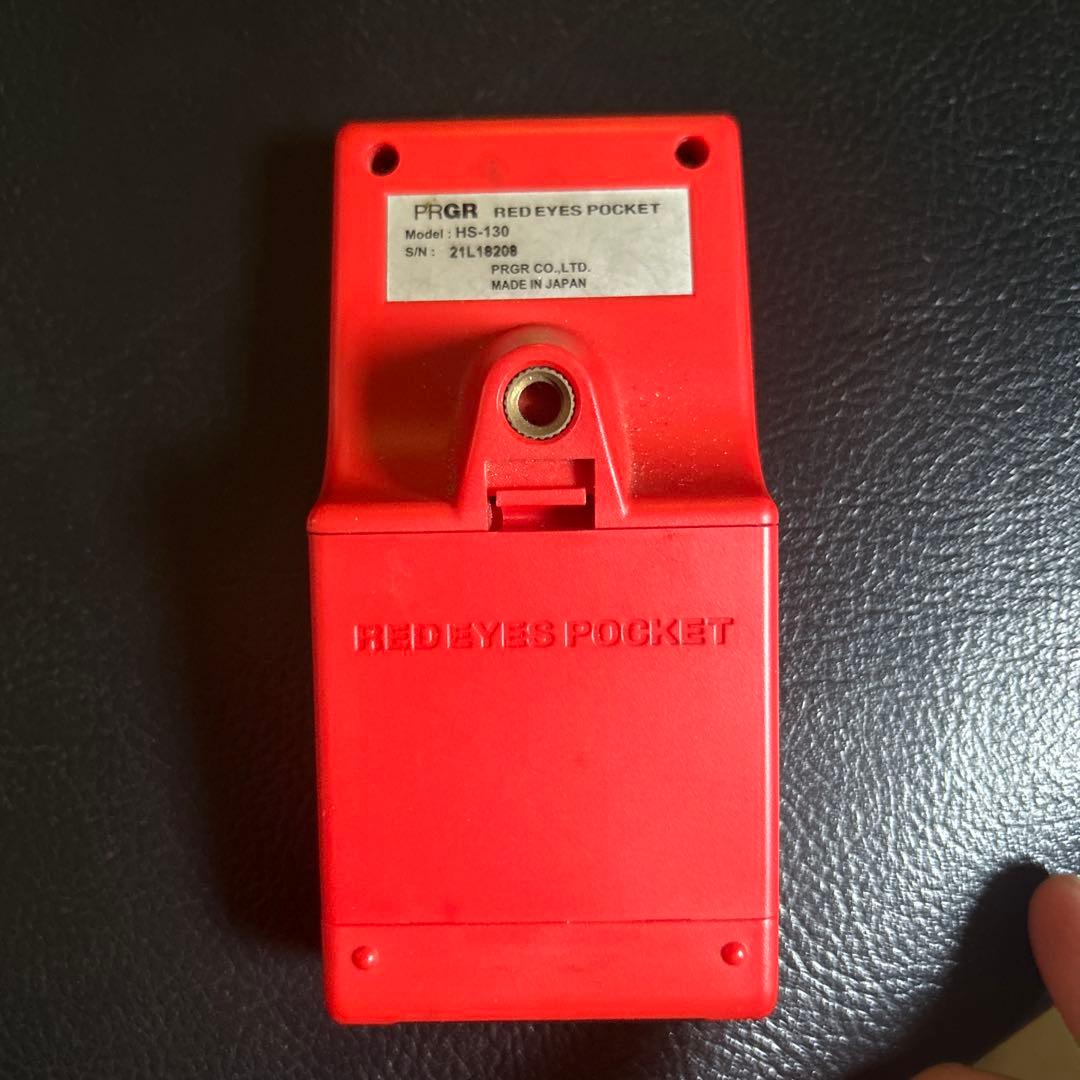 PRGR RED EYES POCKET
Model : HS-130
S/N : 21L18208
PRGR CO.,LTD.
MADE IN JAPAN
RED EYES POCKET